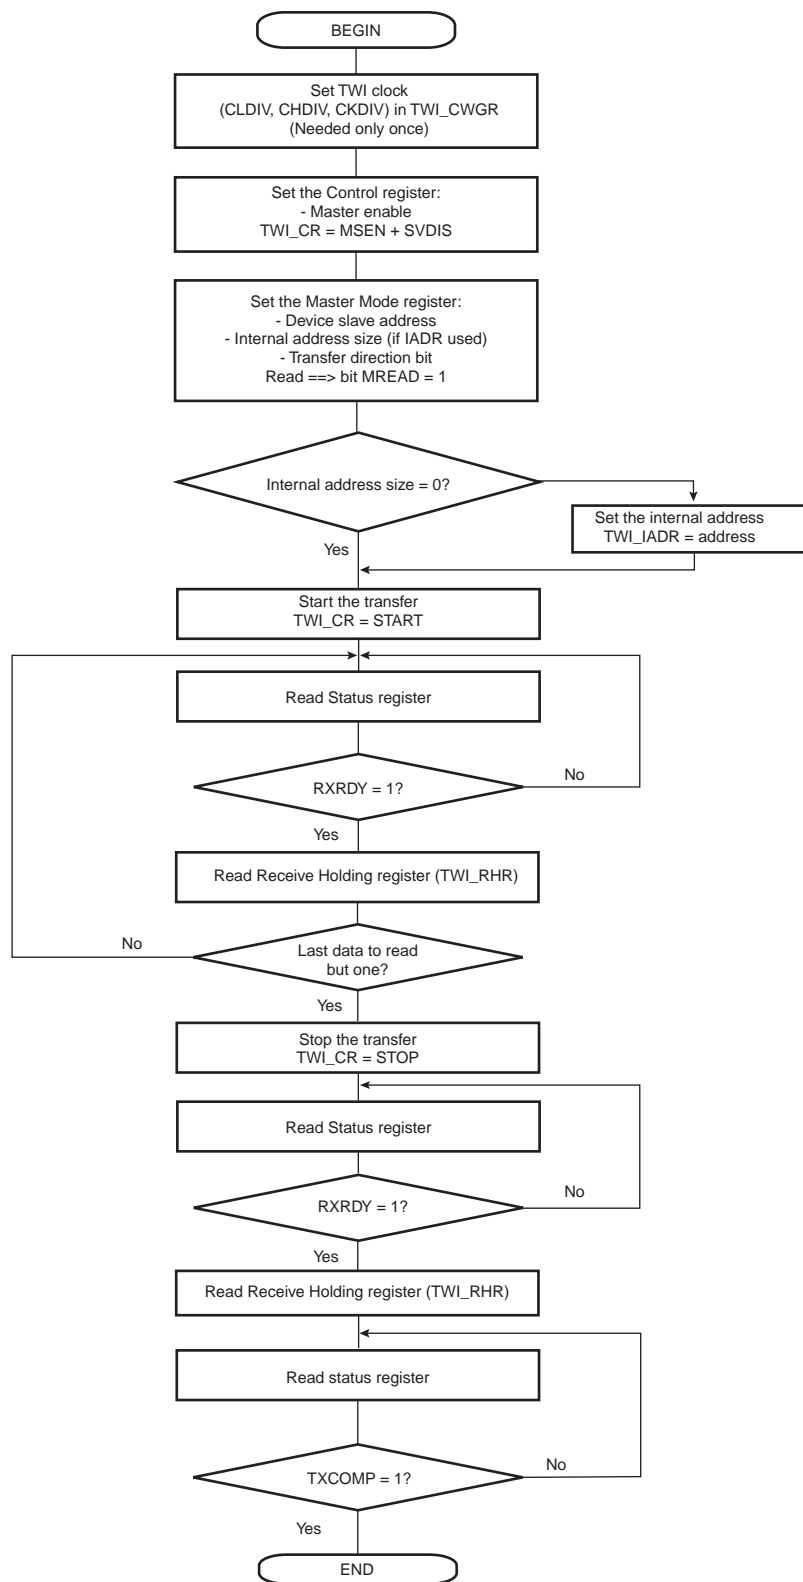 BEGIN
Set TWI clock
(CLDIV, CHDIV, CKDIV) in TWI_CWGR
(Needed only once)
Set the Control register:
- Master enable
TWI_CR = MSEN + SVDIS
Set the Master Mode register:
- Device slave address
- Internal address size (if IADR used)
- Transfer direction bit
Read ==> bit MREAD = 1
Internal address size = 0?
Set the internal address
TWI_IADR = address
Yes
Start the transfer
TWI_CR = START
Read Status register
RXRDY = 1?
No
Yes
Read Receive Holding register (TWI_RHR)
No
Last data to read
but one?
Yes
Stop the transfer
TWI_CR = STOP
Read Status register
RXRDY = 1?
No
Yes
Read Receive Holding register (TWI_RHR)
Read status register
TXCOMP = 1?
No
Yes
END